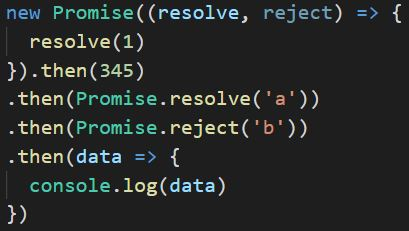 new Promise((resolve, reject) => {
  resolve(1)
}).then(345)
.then(Promise.resolve('a'))
.then(Promise.reject('b'))
.then(data => {
  console.log(data)
})